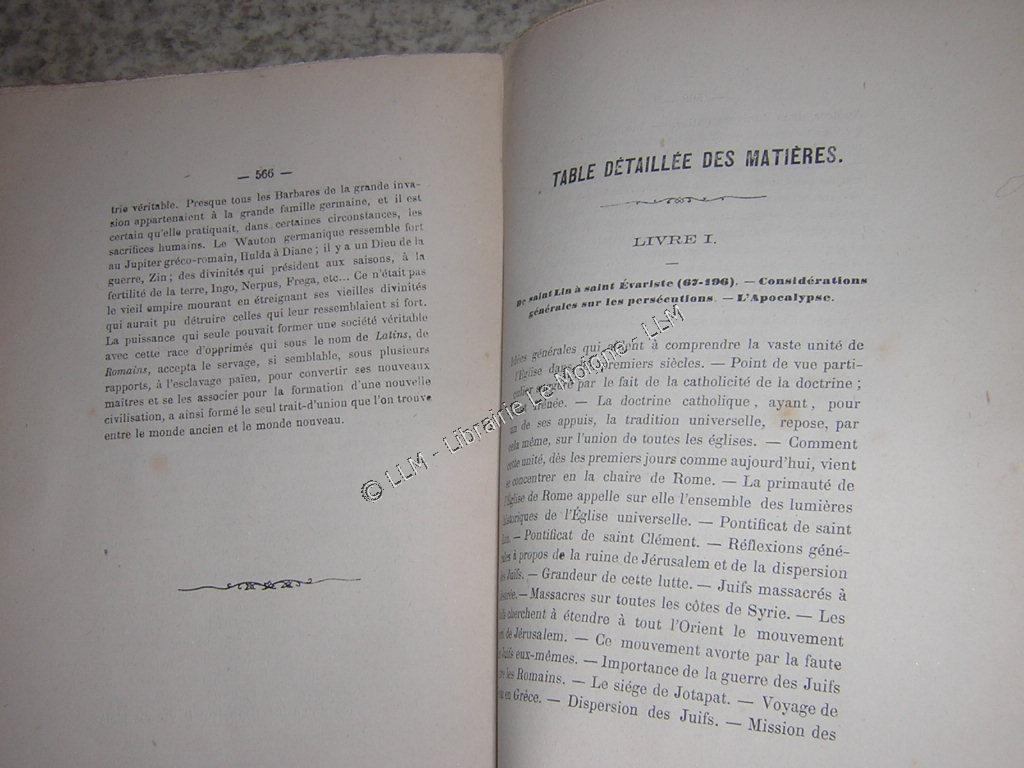 — 566 —
trie véritable. Presque tous les Barbares de la grande inva-
sion appartenaient à la grande famille germaine, et il est
certain qu'elle pratiquait, dans certaines circonstances, les
sacrifices humains. Le Wauton germanique ressemble fort
au Jupiter gréco-romain, Hulda à Diane ; il y a un Dieu de la
guerre, Zin ; des divinités qui président aux saisons, à la
fertilité de la terre, Ingo, Nerpus, Frega, etc... Ce n'était pas
le vieil empire mourant en étreignant ses vieilles divinités
qui aurait pu détruire celles qui leur ressemblaient si fort.
La puissance qui seule pouvait former une société véritable
avec cette race d'opprimés qui sous le nom de Latins, de
Romains, accepta le servage, si semblable, sous plusieurs
rapports, à l'esclavage païen, pour convertir ses nouveaux
maîtres et se les associer pour la formation d'une nouvelle
civilisation, a ainsi formé le seul trait-d'union que l'on trouve
entre le monde ancien et le monde nouveau.
TABLE DÉTAILLÉE DES MATIÈRES.
LIVRE I.
De saint Lin à saint Évariste (67-196). — Considérations
générales sur les persécutions. — L'Apocalypse.
Idées générales qui aident à comprendre la vaste unité de
l'Église dans les premiers siècles. — Point de vue parti-
culier par le fait de la catholicité de la doctrine ;
Irénée. — La doctrine catholique, ayant, pour
un de ses appuis, la tradition universelle, repose, par
cela même, sur l'union de toutes les églises. — Comment
cette unité, dès les premiers jours comme aujourd'hui, vient
se concentrer en la chaire de Rome. — La primauté de
l'Église de Rome appelle sur elle l'ensemble des lumières
historiques de l'Église universelle. — Pontificat de saint
— Pontificat de saint Clément. — Réflexions géné-
à propos de la ruine de Jérusalem et de la dispersion
Juifs. — Grandeur de cette lutte. — Juifs massacrés à
— Massacres sur toutes les côtes de Syrie. — Les
cherchent à étendre à tout l'Orient le mouvement
de Jérusalem. — Ce mouvement avorte par la faute
Juifs eux-mêmes. — Importance de la guerre des Juifs
les Romains. — Le siége de Jotapat. — Voyage de
en Grèce. — Dispersion des Juifs. — Mission des
© LLM - Librairie Le Moigne - LLM